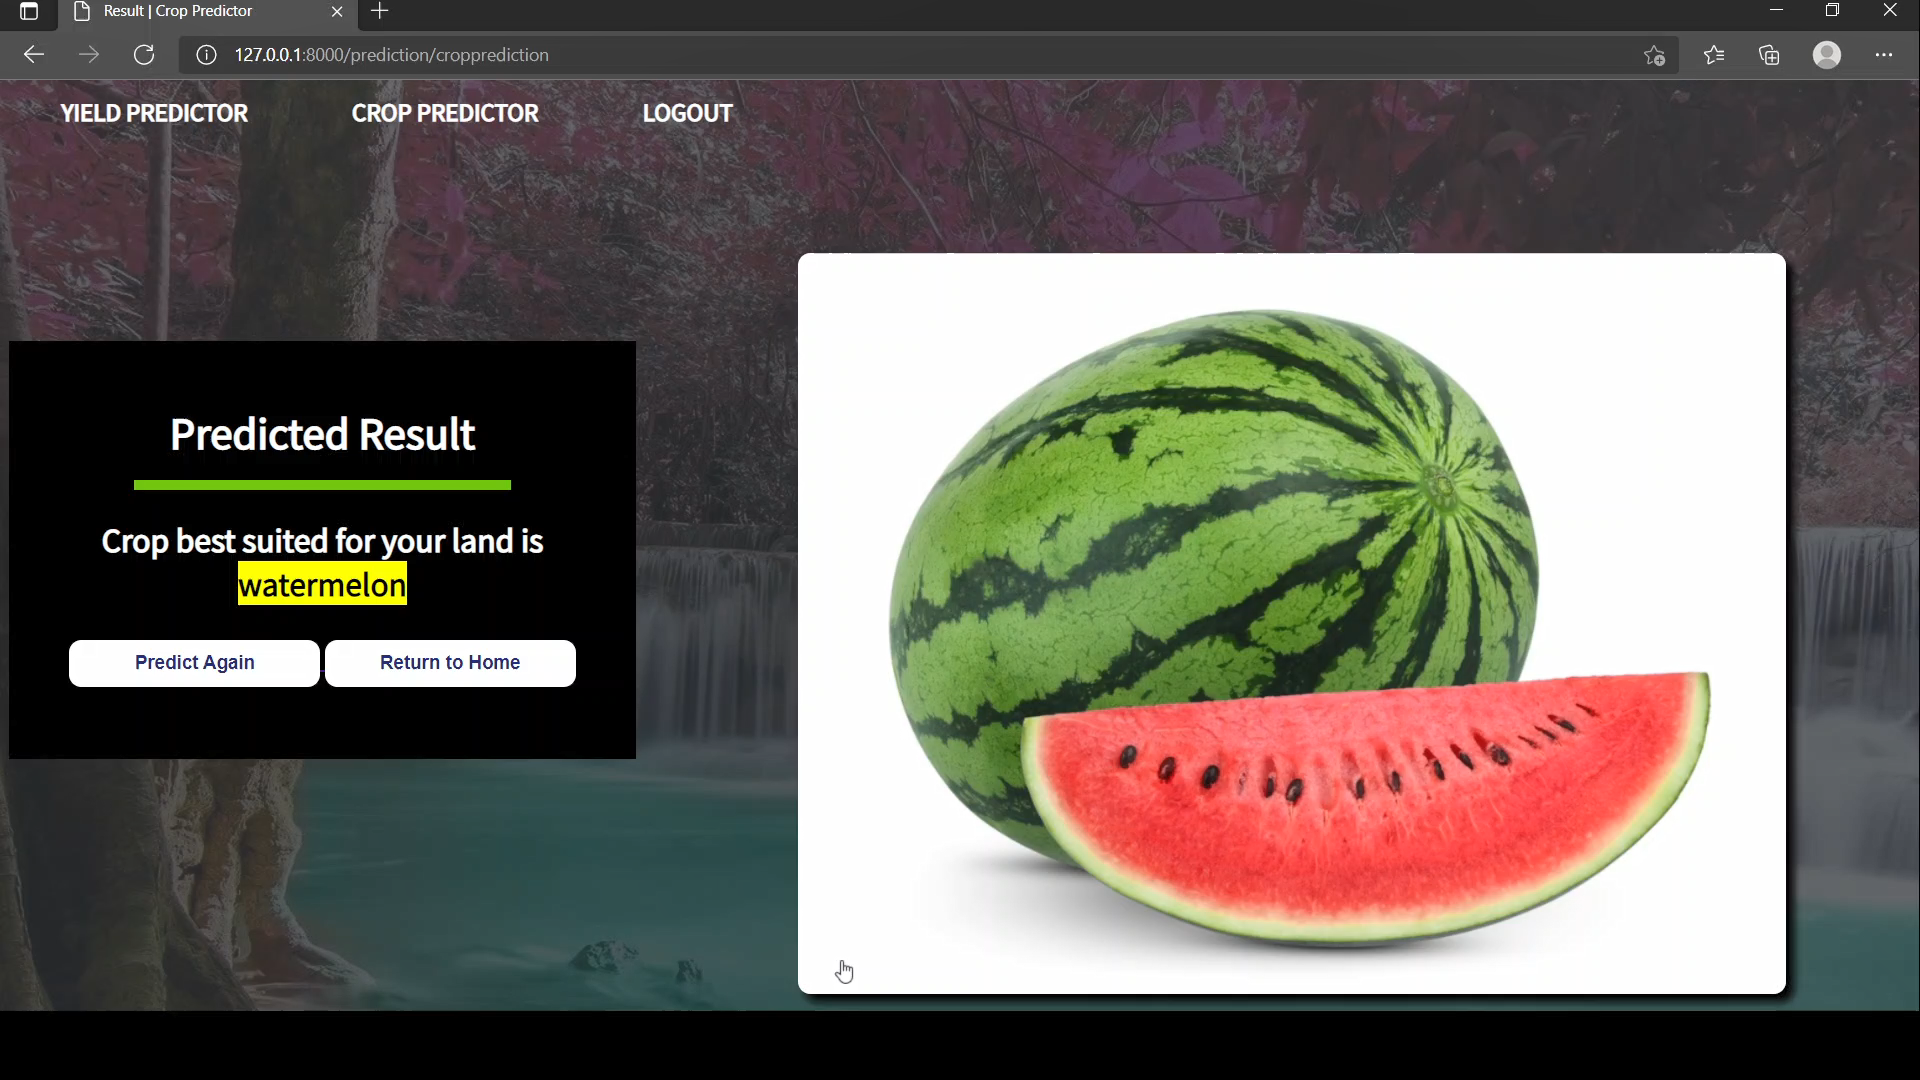 Result | Crop Predictor
127.0.0.1:8000/prediction/cropprediction
YIELD PREDICTOR CROP PREDICTOR LOGOUT
Predicted Result
Crop best suited for your land is
watermelon
Predict Again Return to Home